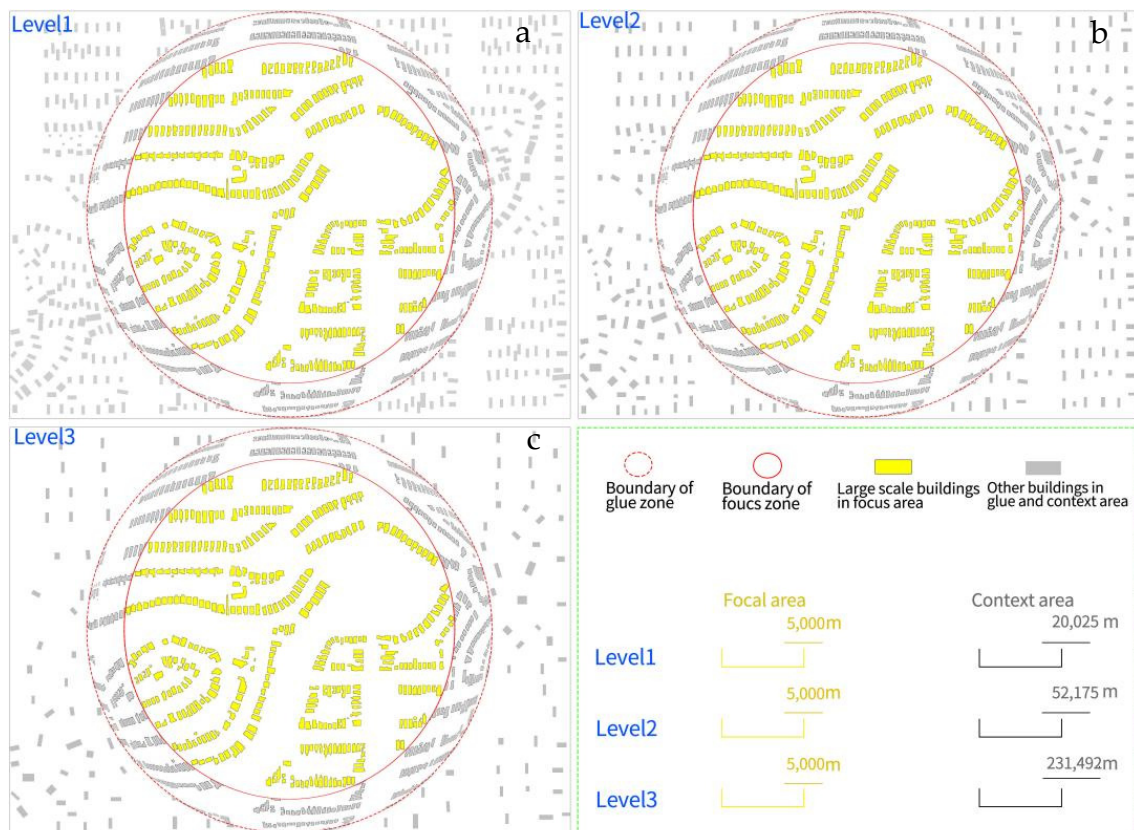 Level1
a
Level2
b
Level3
c
Boundary of
glue zone
Boundary of
foucs zone
Large scale buildings
in focus area
Other buildings in
glue and context area
Focal area
Context area
5,000m
20,025 m
Level1
5,000m
52,175 m
Level2
5,000m
231,492m
Level3